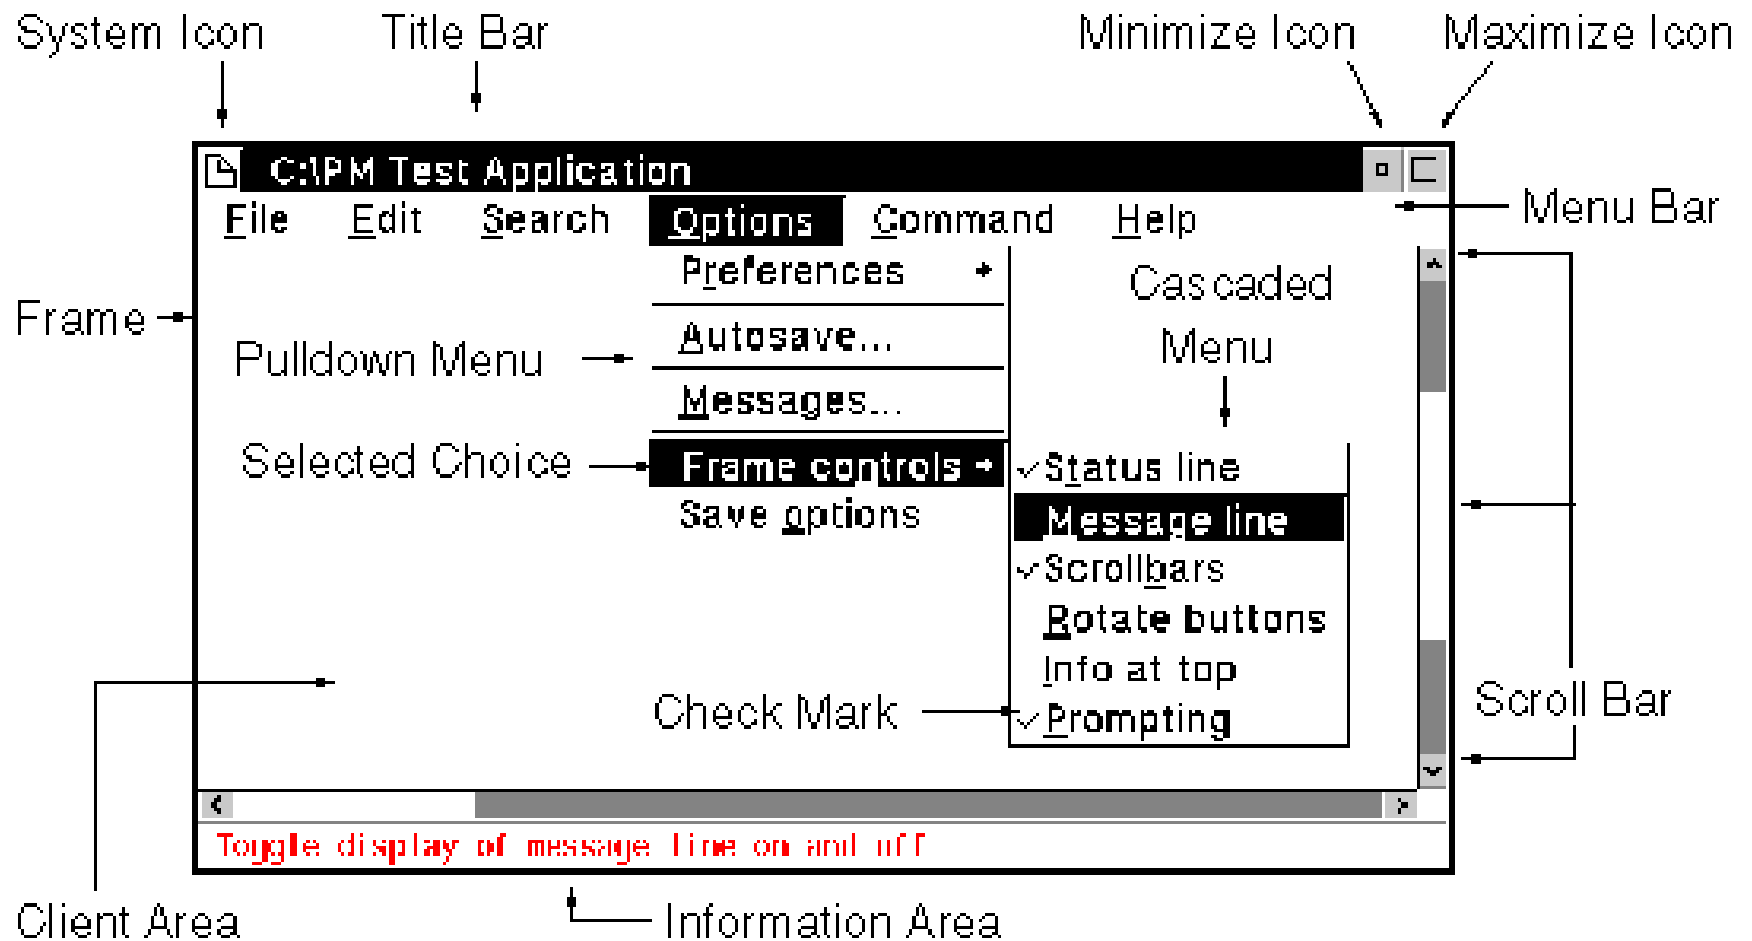 System Icon Title Bar Minimize Icon Maximize Icon
C:\PM Test Application
File Edit Search Options Command Help
Menu Bar
Preferences
Cascaded
Frame
Autosave...
Pulldown Menu
Menu
Messages...
Selected Choice
Frame controls
Status line
Save options
Message line
Scrollbars
Rotate buttons
Info at top
Scroll Bar
Check Mark
Prompting
Toggle display of message line on and off
Client Area
Information Area